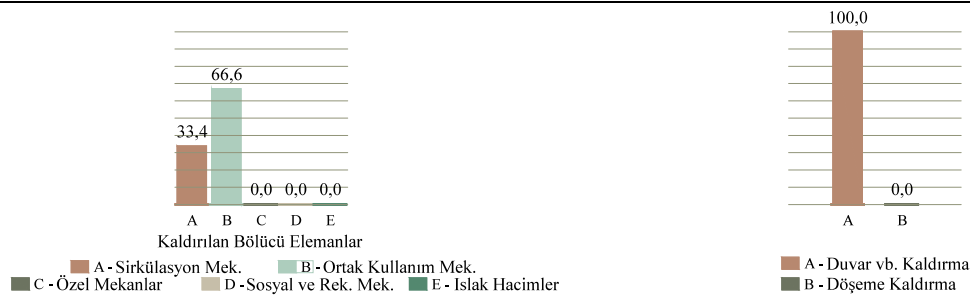 100,0
66,6
33,4
0,0 0,0 0,0
0,0
A B C D E
A B
Kaldırılan Bölücü Elemanlar
A - Sirkülasyon Mek. B - Ortak Kullanım Mek.
C - Özel Mekanlar D - Sosyal ve Rek. Mek. E - Islak Hacimler
A - Duvar vb. Kaldırma
B - Döşeme Kaldırma